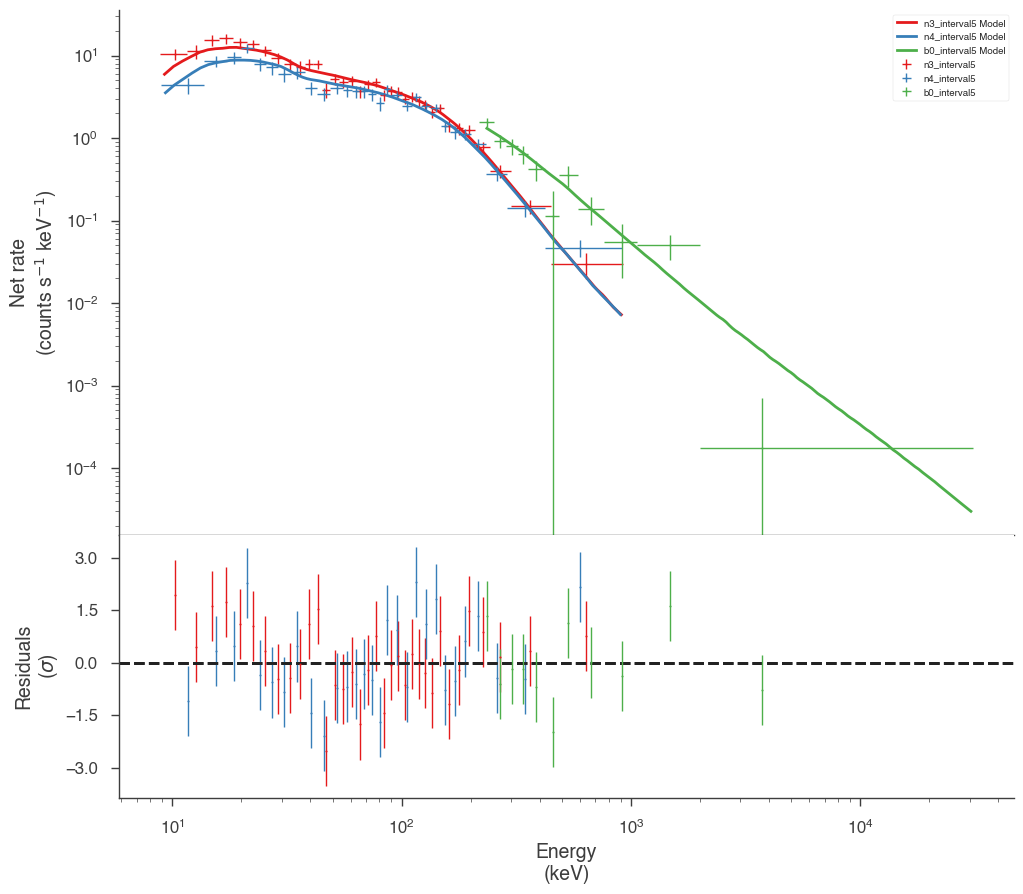 n3_interval5 Model
n4_interval5 Model
b0_interval5 Model
n3_interval5
n4_interval5
b0_interval5
Net rate
(counts s⁻¹ keV⁻¹)
10¹
10⁰
10⁻¹
10⁻²
10⁻³
10⁻⁴
Residuals
(σ)
3.0
1.5
0.0
−1.5
−3.0
10¹
10²
10³
10⁴
Energy
(keV)